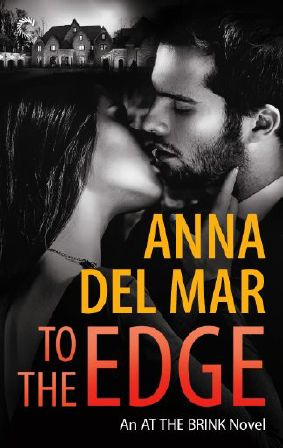 ANNA
DEL MAR
TO
THE EDGE
An AT THE BRINK Novel